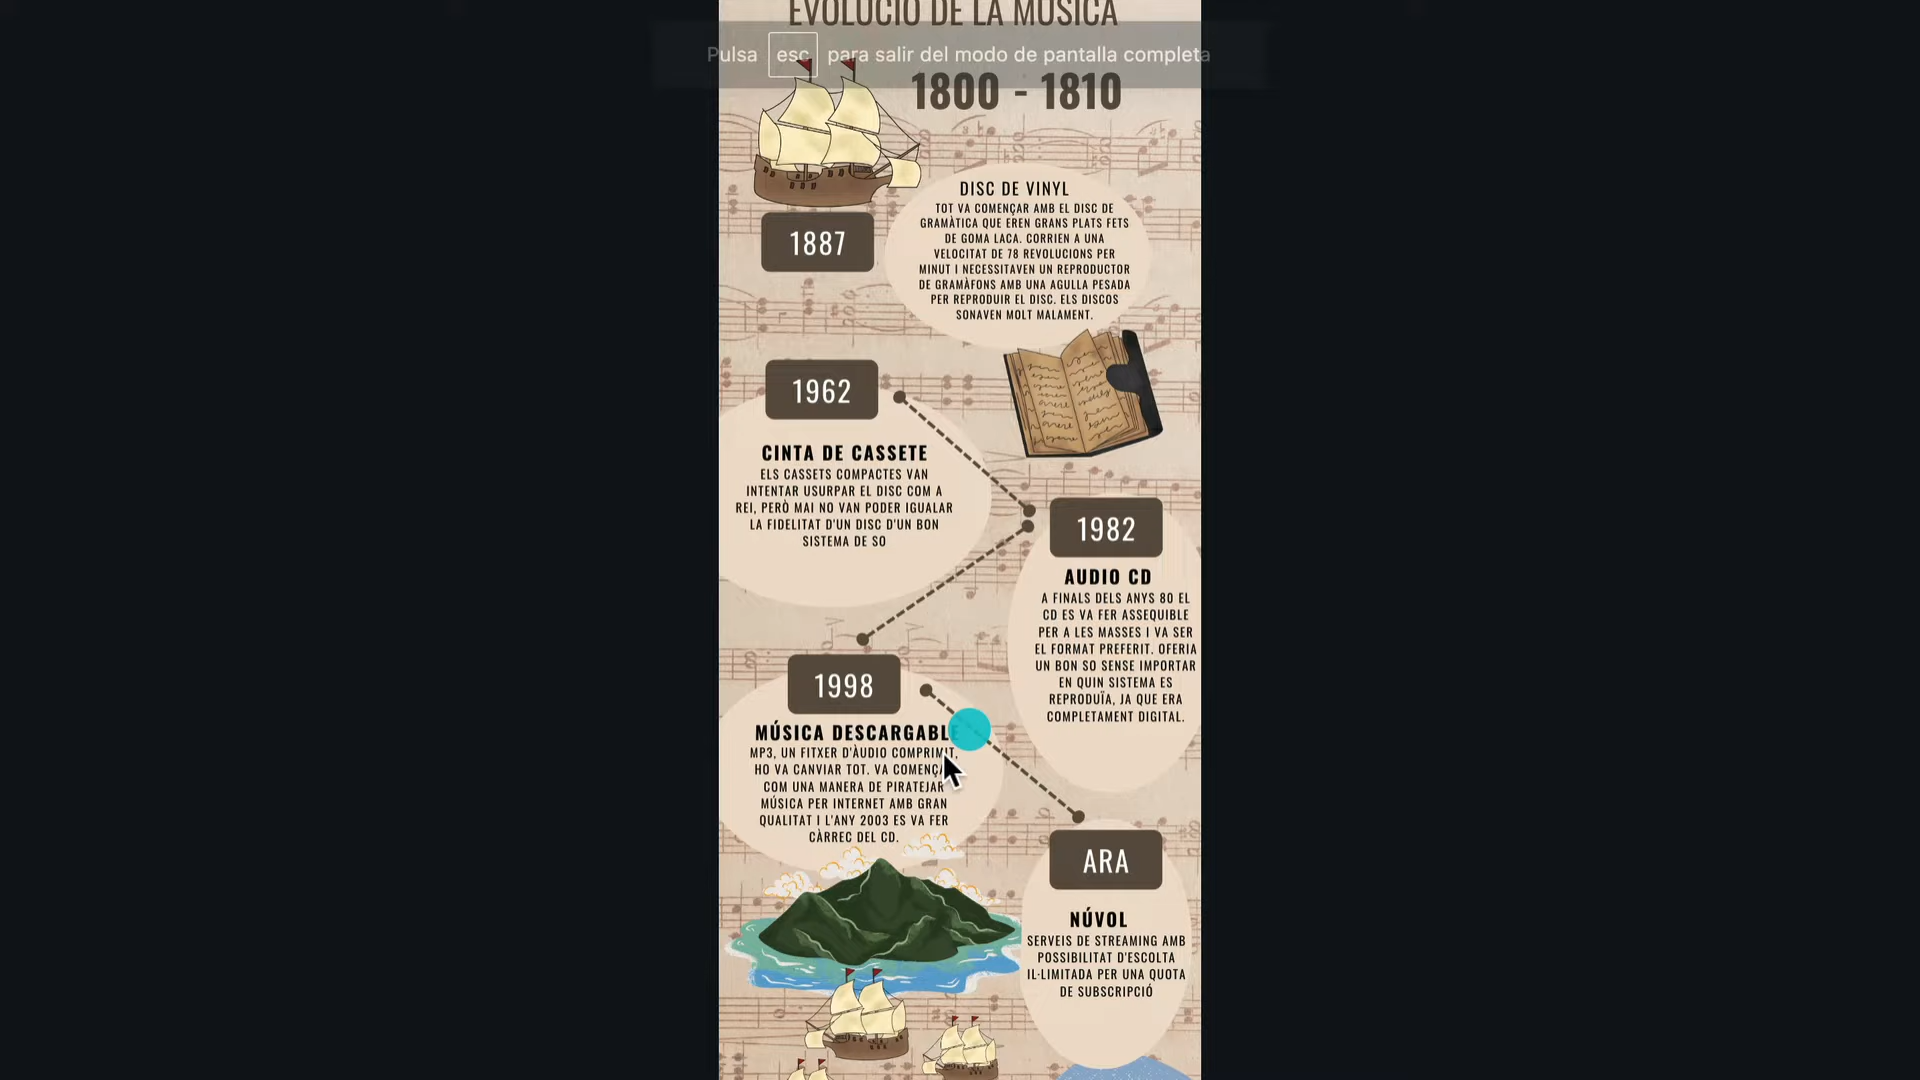 EVOLUCIÓ DE LA MÚSICA
Pulsa esc para salir del modo de pantalla completa
1800 - 1810
1887
DISC DE VINYL
TOT VA COMENÇAR AMB EL DISC DE
GRAMÀTICA QUE EREN GRANS PLATS FETS
DE GOMA LACA. CORRIEN A UNA
VELOCITAT DE 78 REVOLUCIONS PER
MINUT I NECESSITAVEN UN REPRODUCTOR
DE GRAMÀFONS AMB UNA AGULLA PESADA
PER REPRODUIR EL DISC. ELS DISCOS
SONAVEN MOLT MALAMENT.
1962
CINTA DE CASSETE
ELS CASSETS COMPACTES VAN
INTENTAR USURPAR EL DISC COM A
REI, PERÒ MAI NO VAN PODER IGUALAR
LA FIDELITAT D'UN DISC D'UN BON
SISTEMA DE SO
1982
AUDIO CD
A FINALS DELS ANYS 80 EL
CD ES VA FER ASSEQUIBLE
PER A LES MASSES I VA SER
EL FORMAT PREFERIT. OFERIA
UN BON SO SENSE IMPORTAR
EN QUIN SISTEMA ES
REPRODUÏA, JA QUE ERA
COMPLETAMENT DIGITAL.
1998
MÚSICA DESCARGABLE
MP3, UN FITXER D'ÀUDIO COMPRIMIT,
HO VA CANVIAR TOT. VA COMENÇAR
COM UNA MANERA DE PIRATEJAR
MÚSICA PER INTERNET AMB GRAN
QUALITAT I L'ANY 2003 ES VA FER
CÀRREC DEL CD.
ARA
NÚVOL
SERVEIS DE STREAMING AMB
POSSIBILITAT D'ESCOLTA
IL·LIMITADA PER UNA QUOTA
DE SUBSCRIPCIÓ